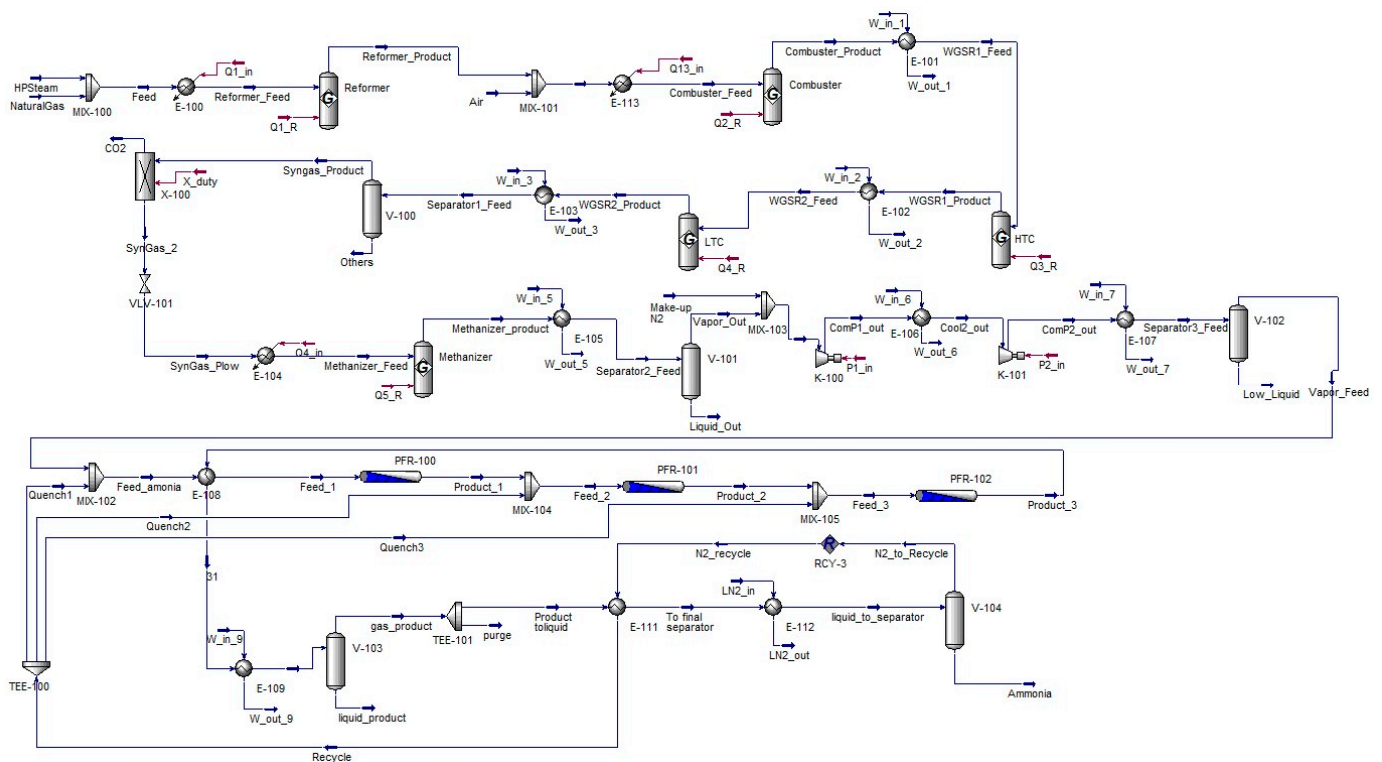 HPSteam
NaturalGas
MIX-100
Feed
Q1_in
E-100
Reformer_Feed
Q1_R
G
Reformer
Reformer_Product
Air
MIX-101
Q13_in
E-113
Combuster_Feed
Q2_R
G
Combuster
Combuster_Product
W_in_1
E-101
W_out_1
WGSR1_Feed
CO2
X_duty
X-100
Syngas_Product
V-100
Others
Separator1_Feed
W_in_3
E-103
W_out_3
WGSR2_Product
G
LTC
Q4_R
WGSR2_Feed
W_in_2
E-102
W_out_2
WGSR1_Product
G
HTC
Q3_R
SynGas_2
VLV-101
SynGas_Plow
Q4_in
E-104
Methanizer_Feed
Q5_R
G
Methanizer
Methanizer_product
W_in_5
E-105
W_out_5
Separator2_Feed
V-101
Liquid_Out
Make-up
N2
Vapor_Out
MIX-103
K-100
P1_in
ComP1_out
W_in_6
E-106
W_out_6
Cool2_out
K-101
P2_in
ComP2_out
W_in_7
E-107
W_out_7
Separator3_Feed
V-102
Low_Liquid
Vapor_Feed
Quench1
MIX-102
Feed_amonia
E-108
Feed_1
PFR-100
Product_1
MIX-104
Feed_2
PFR-101
Product_2
MIX-105
Feed_3
PFR-102
Product_3
Quench2
Quench3
31
N2_recycle
R
RCY-3
N2_to_Recycle
W_in_9
E-109
W_out_9
V-103
liquid_product
gas_product
TEE-101
purge
Product
toliquid
E-111
To final
separator
LN2_in
E-112
LN2_out
liquid_to_separator
V-104
Ammonia
TEE-100
Recycle